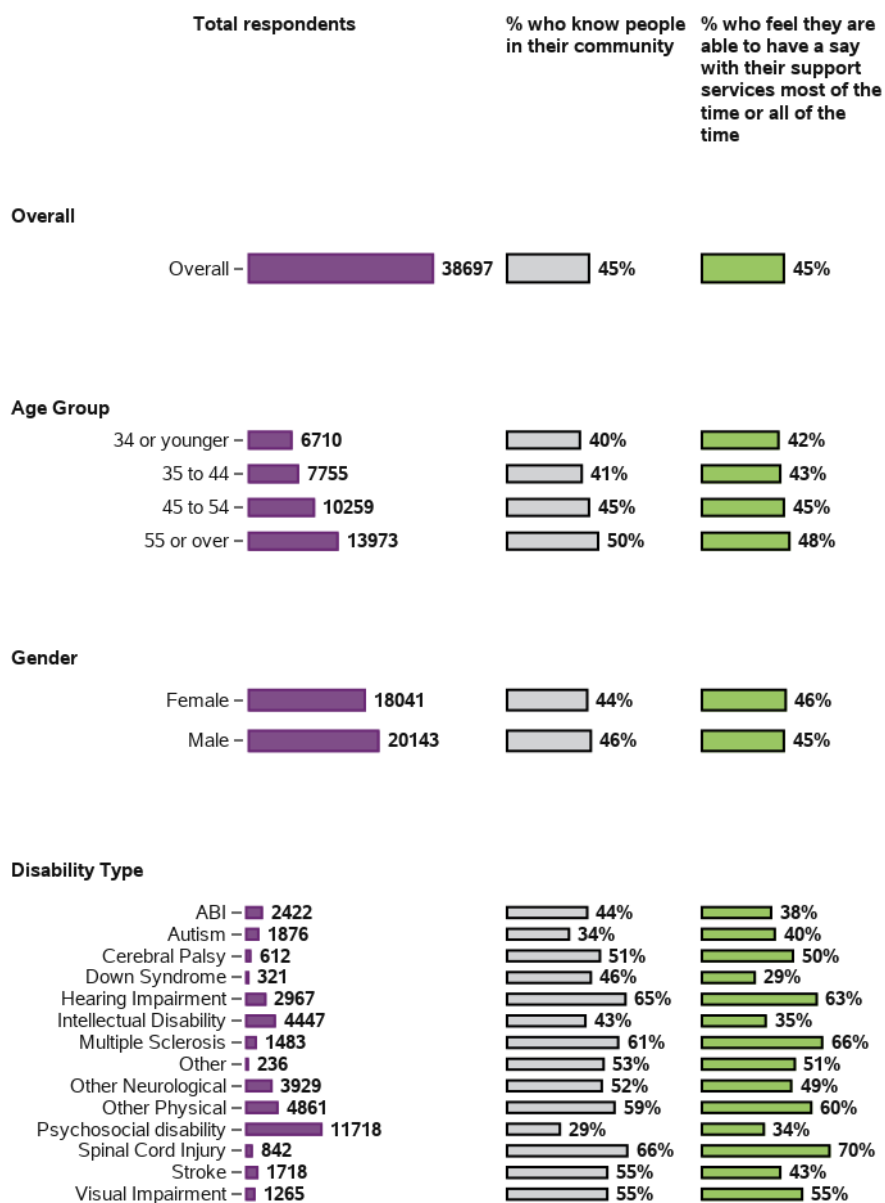 Total respondents
% who know people
in their community
% who feel they are
able to have a say
with their support
services most of the
time or all of the
time
Overall
Overall 38697 45% 45%
Age Group
34 or younger 6710 40% 42%
35 to 44 7755 41% 43%
45 to 54 10259 45% 45%
55 or over 13973 50% 48%
Gender
Female 18041 44% 46%
Male 20143 46% 45%
Disability Type
ABI 2422 44% 38%
Autism 1876 34% 40%
Cerebral Palsy 612 51% 50%
Down Syndrome 321 46% 29%
Hearing Impairment 2967 65% 63%
Intellectual Disability 4447 43% 35%
Multiple Sclerosis 1483 61% 66%
Other 236 53% 51%
Other Neurological 3929 52% 49%
Other Physical 4861 59% 60%
Psychosocial disability 11718 29% 34%
Spinal Cord Injury 842 66% 70%
Stroke 1718 55% 43%
Visual Impairment 1265 55% 55%